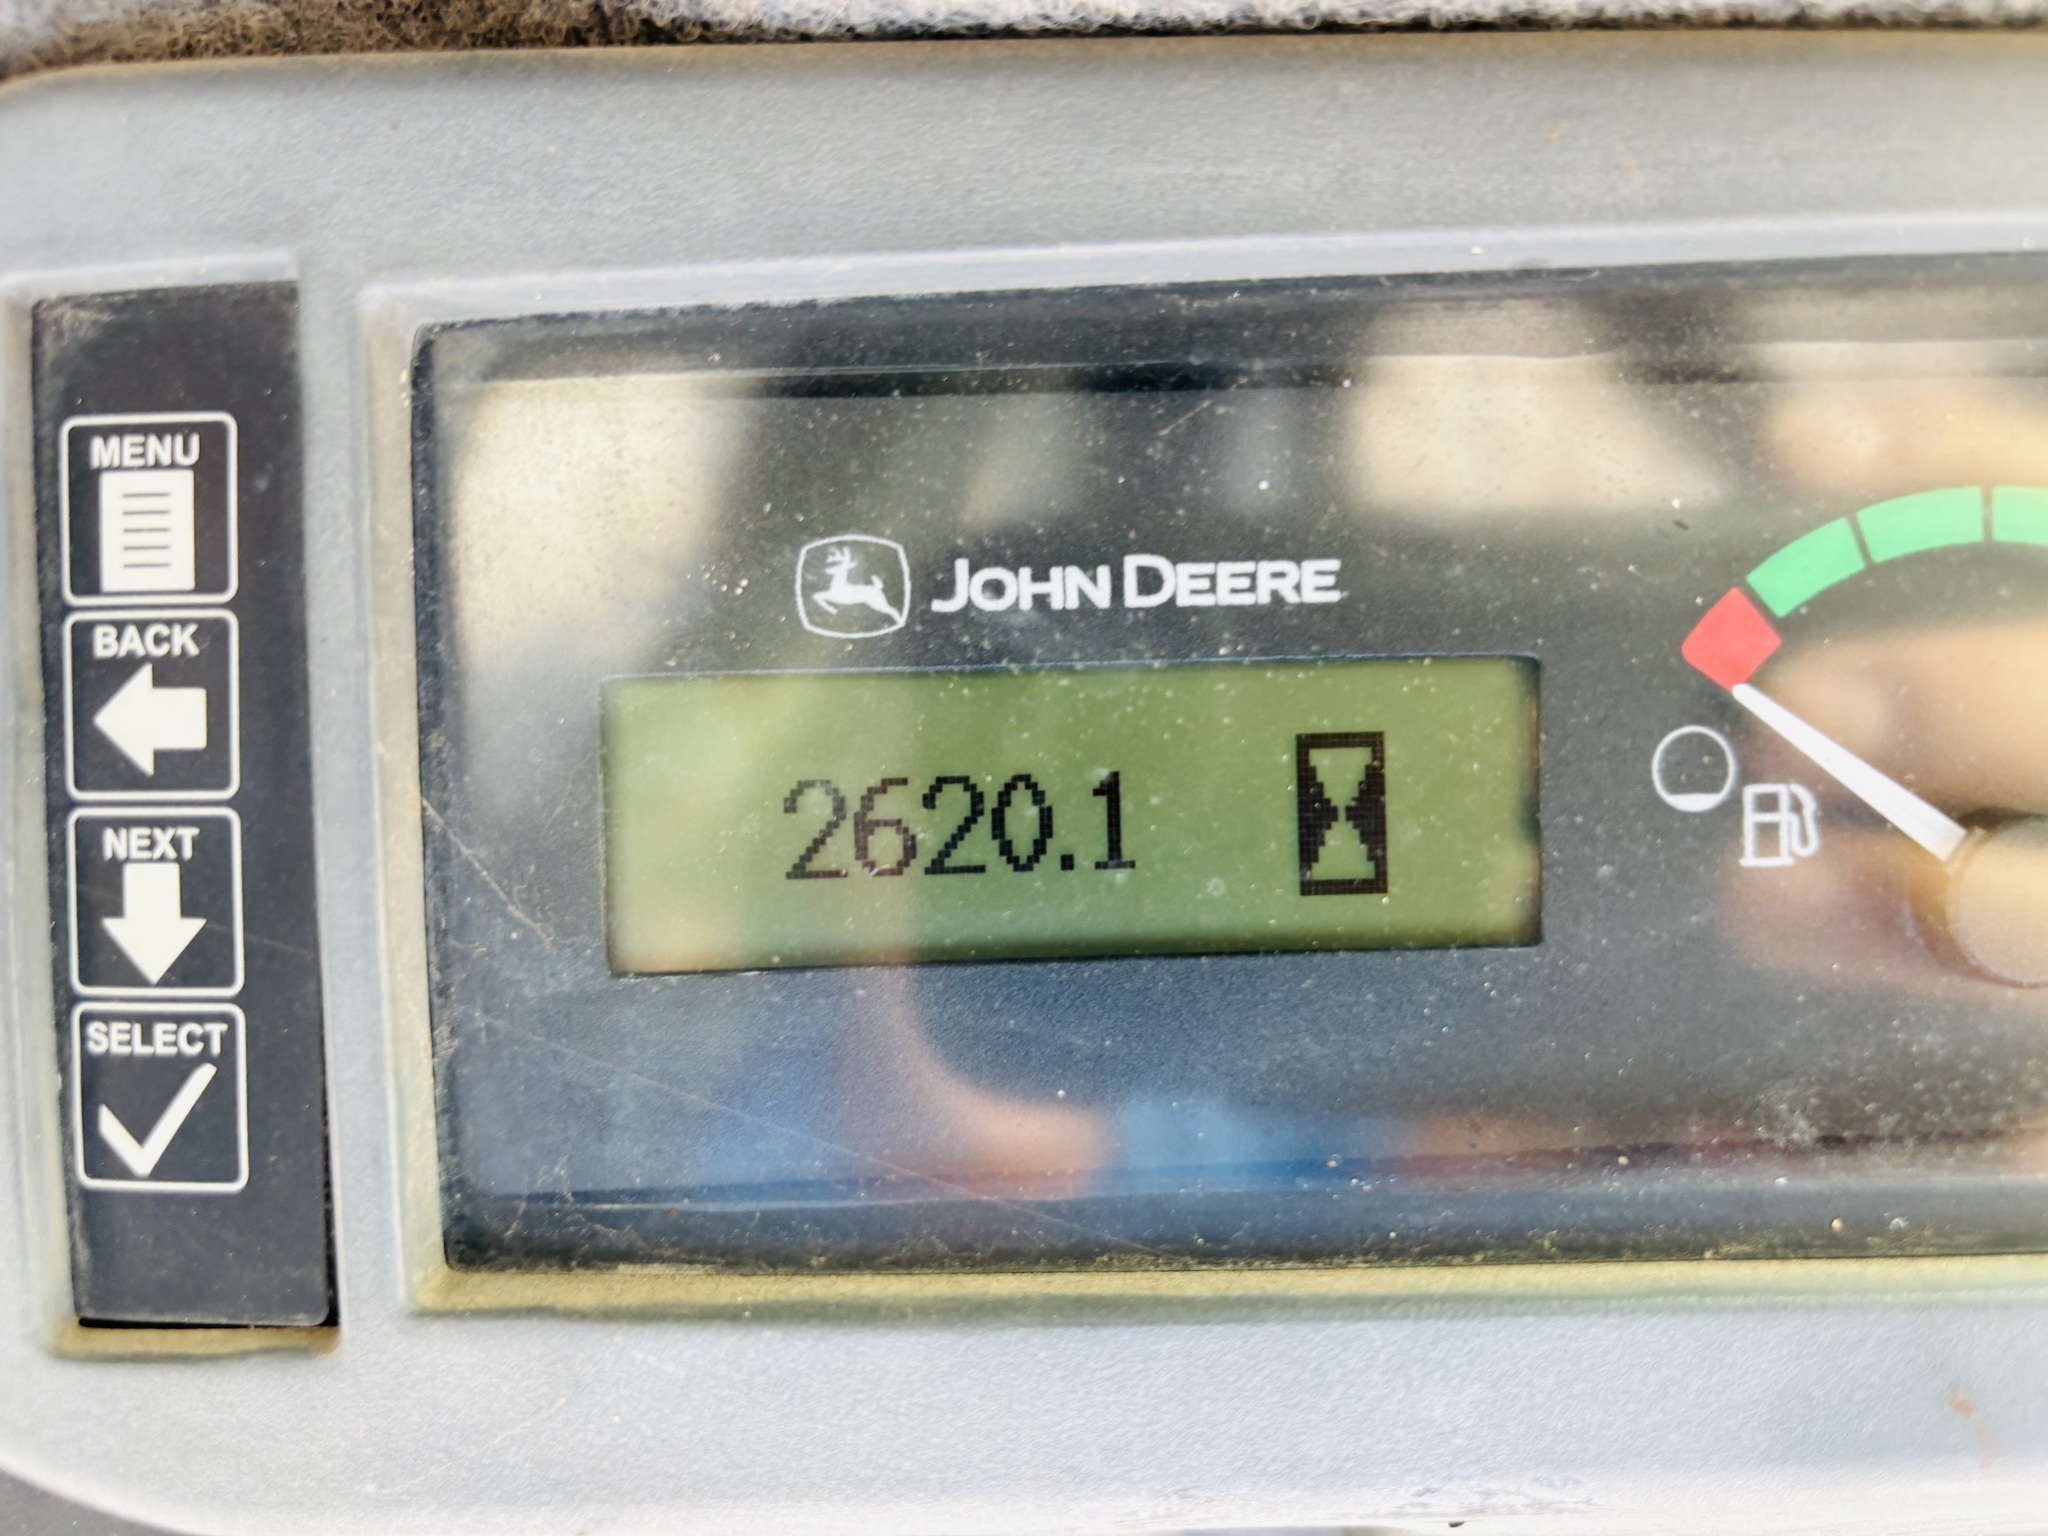 MENU
BACK
NEXT
SELECT
JOHN DEERE
2620.1